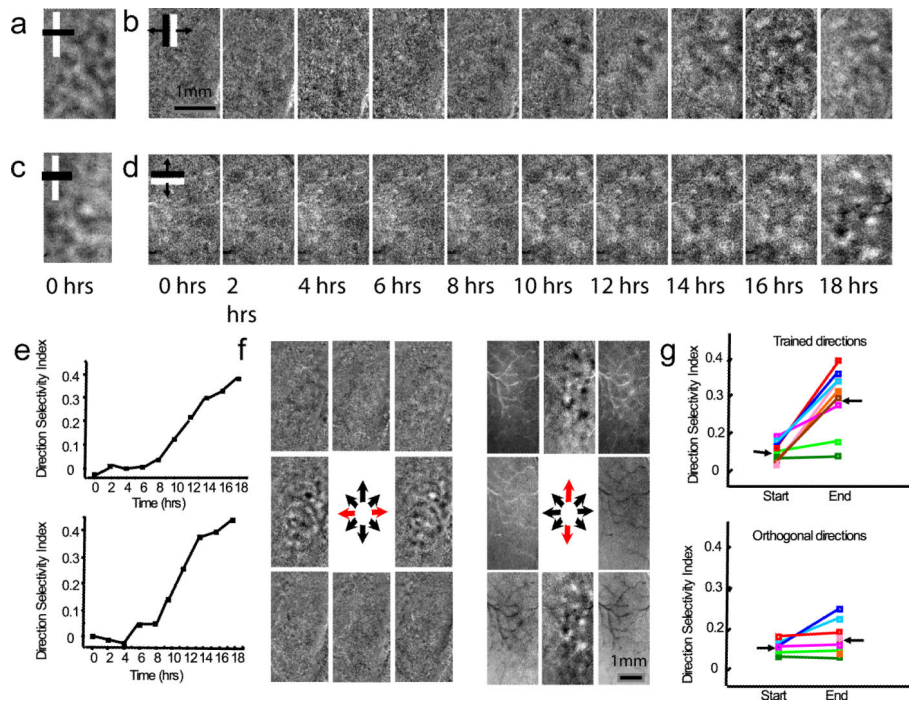 a
b
1mm
c
d
0 hrs
0 hrs
2 hrs
4 hrs
6 hrs
8 hrs
10 hrs
12 hrs
14 hrs
16 hrs
18 hrs
e
Direction Selectivity Index
0.4
0.3
0.2
0.1
0
0 2 4 6 8 10 12 14 16 18
Time (hrs)
Direction Selectivity Index
0.4
0.3
0.2
0.1
0
0 2 4 6 8 10 12 14 16 18
Time (hrs)
f
1mm
g
Trained directions
Direction Selectivity Index
0.4
0.3
0.2
0
Start End
Orthogonal directions
Direction Selectivity Index
0.4
0.3
0.2
0
Start End